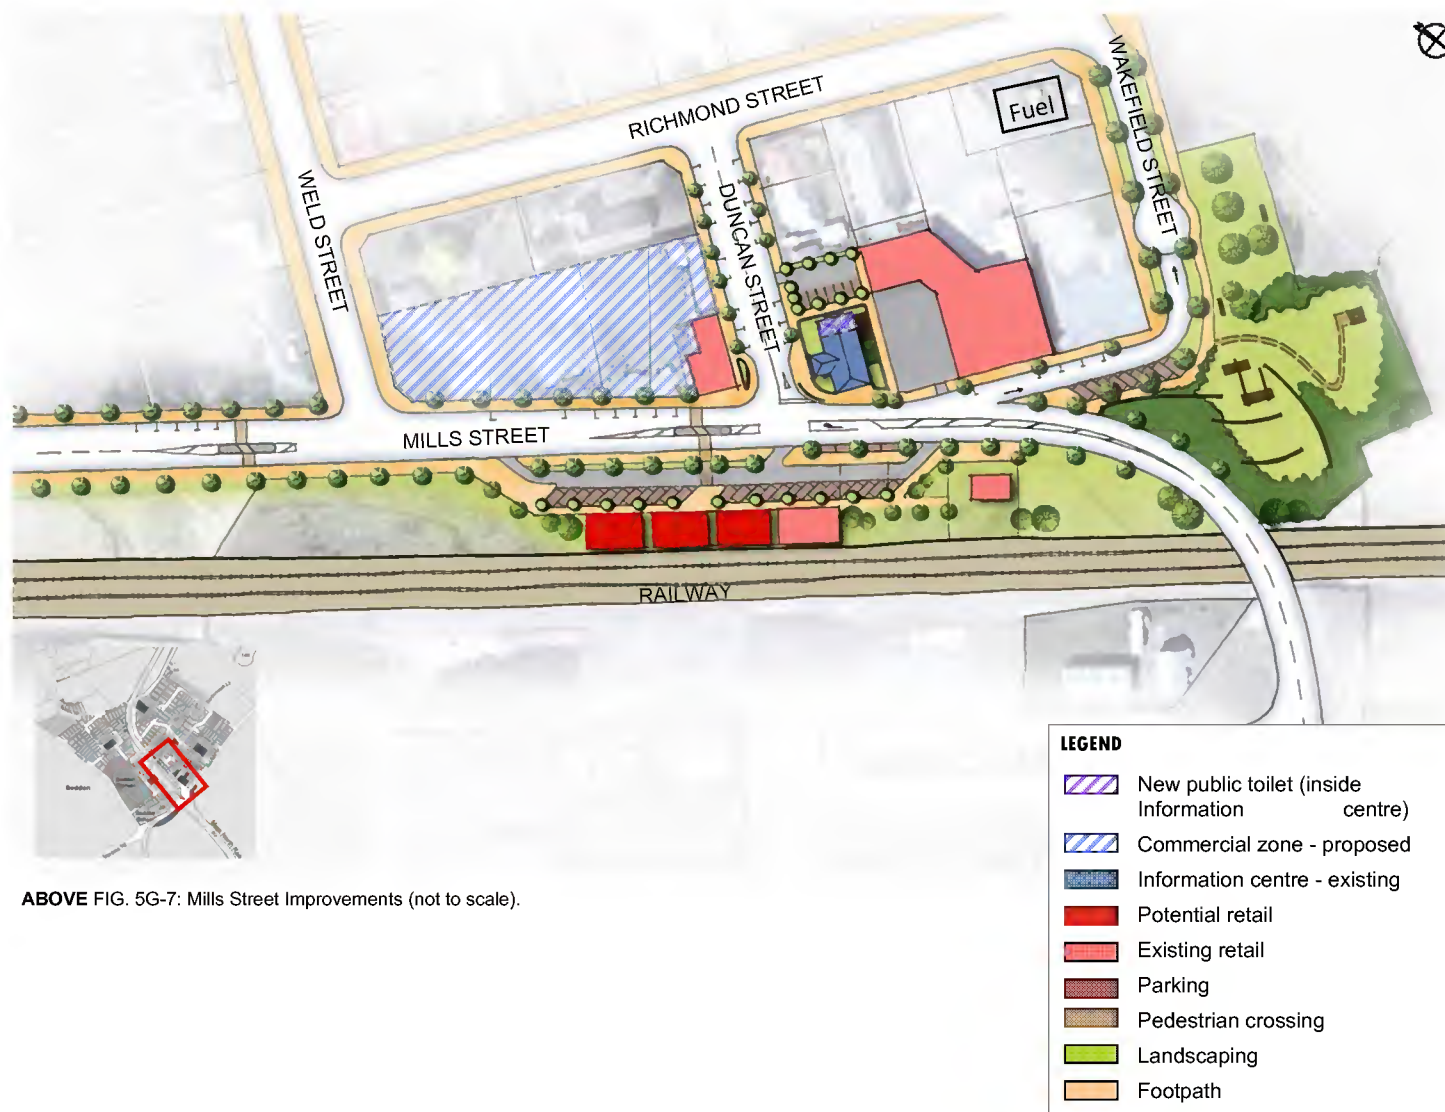 RICHMOND STREET
WAKEFIELD STREET
Fuel
WELD STREET
DUNCAN STREET
MILLS STREET
RAILWAY
Seddon
LEGEND
New public toilet (inside
Information centre)
Commercial zone - proposed
Information centre - existing
Potential retail
Existing retail
Parking
Pedestrian crossing
Landscaping
Footpath
ABOVE FIG. 5G-7: Mills Street Improvements (not to scale).